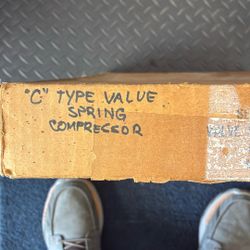 "C" TYPE VALUE
SPRING
COMPRESSOR